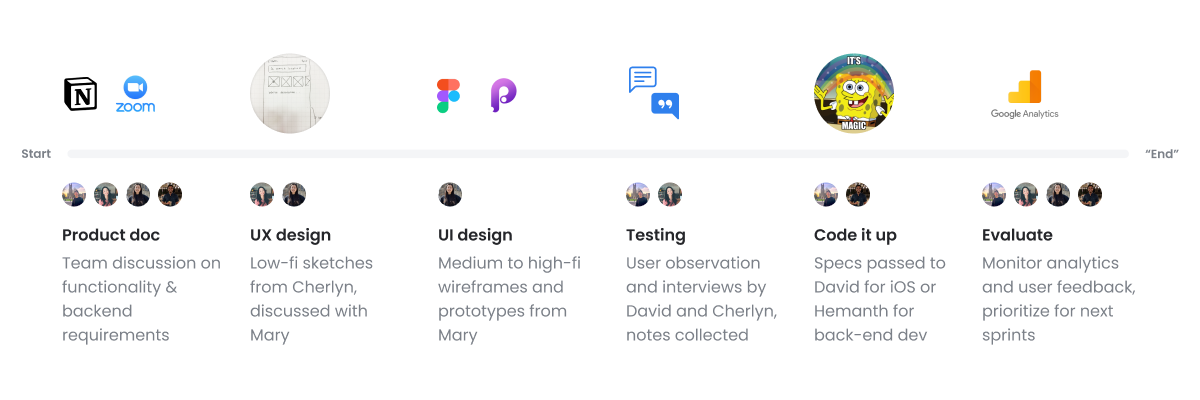 N
zoom
IT'S
MAGIC
Google Analytics
Start
“End”
Product doc
Team discussion on
functionality &
backend
requirements
UX design
Low-fi sketches
from Cherlyn,
discussed with
Mary
UI design
Medium to high-fi
wireframes and
prototypes from
Mary
Testing
User observation
and interviews by
David and Cherlyn,
notes collected
Code it up
Specs passed to
David for iOS or
Hemanth for
back-end dev
Evaluate
Monitor analytics
and user feedback,
prioritize for next
sprints